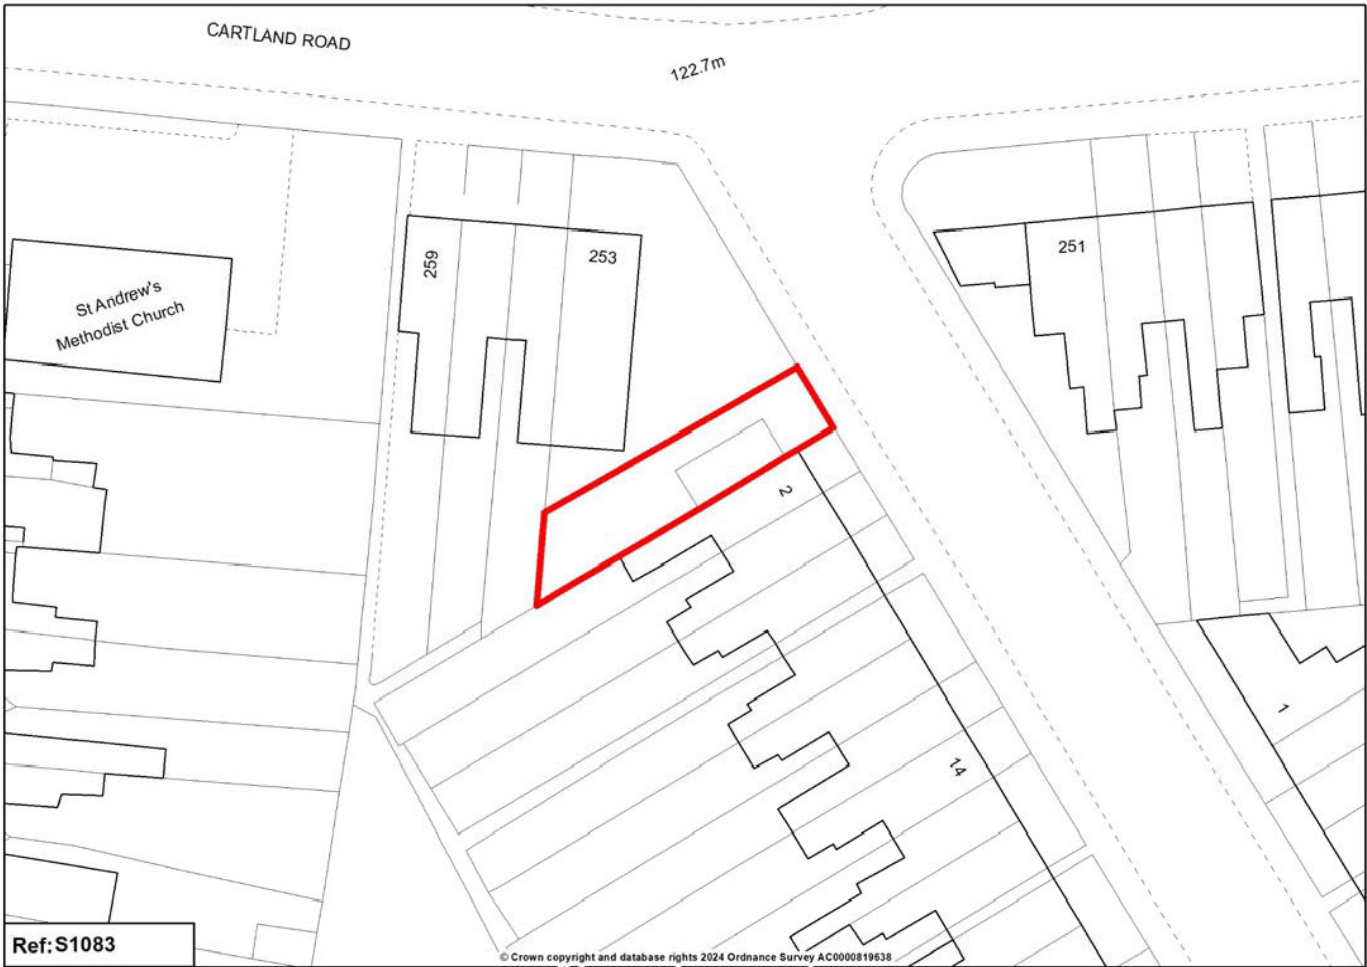 CARTLAND ROAD
122.7m
259
253
251
St Andrew's
Methodist Church
2
1
14
Ref: S1083
© Crown copyright and database rights 2024 Ordnance Survey AC0000819638